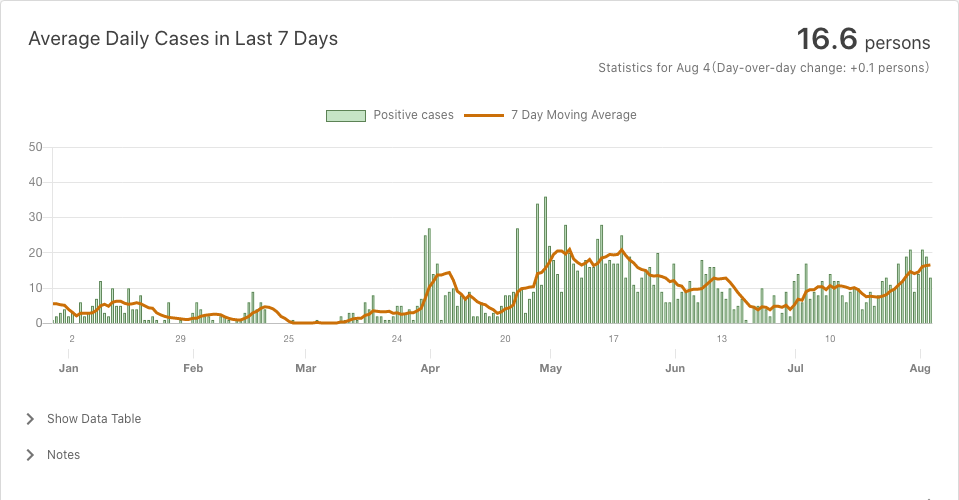 Average Daily Cases in Last 7 Days
16.6 persons
Statistics for Aug 4(Day-over-day change: +0.1 persons)
Positive cases
7 Day Moving Average
50
40
30
20
10
0
2 29 25 24 20 17 13 10
Jan Feb Mar Apr May Jun Jul Aug
Show Data Table
Notes